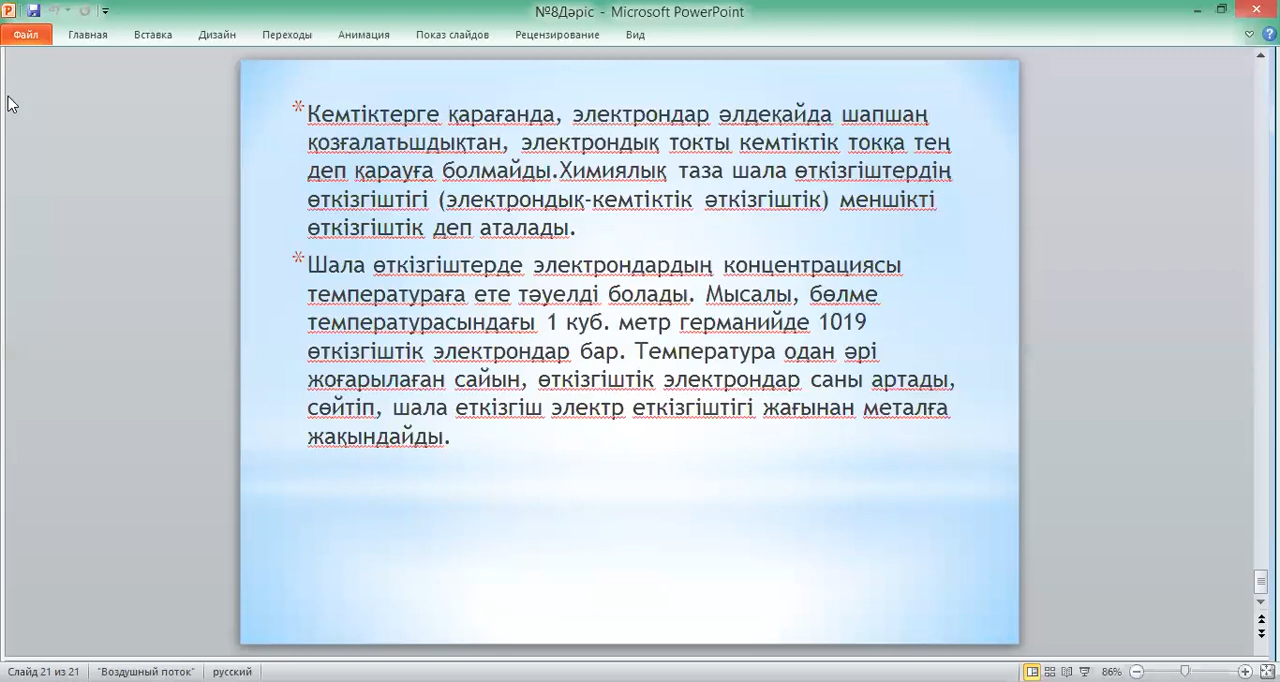 №8Дәріс - Microsoft PowerPoint
Файл Главная Вставка Дизайн Переходы Анимация Показ слайдов Рецензирование Вид
* Кемтіктерге қарағанда, электрондар әлдеқайда шапшаң
қозғалатьшдықтан, электрондық токты кемтіктік токқа тең
деп қарауға болмайды.Химиялық таза шала өткізгіштердің
өткізгіштігі (электрондық-кемтіктік әткізгіштік) меншікті
өткізгіштік деп аталады.
* Шала өткізгіштерде электрондардың концентрациясы
температураға ете тәуелді болады. Мысалы, бөлме
температурасындағы 1 куб. метр германийде 1019
өткізгіштік электрондар бар. Температура одан әрі
жоғарылаған сайын, өткізгіштік электрондар саны артады,
сөйтіп, шала еткізгіш электр еткізгіштігі жағынан металға
жақындайды.
Слайд 21 из 21 "Воздушный поток" русский 86%